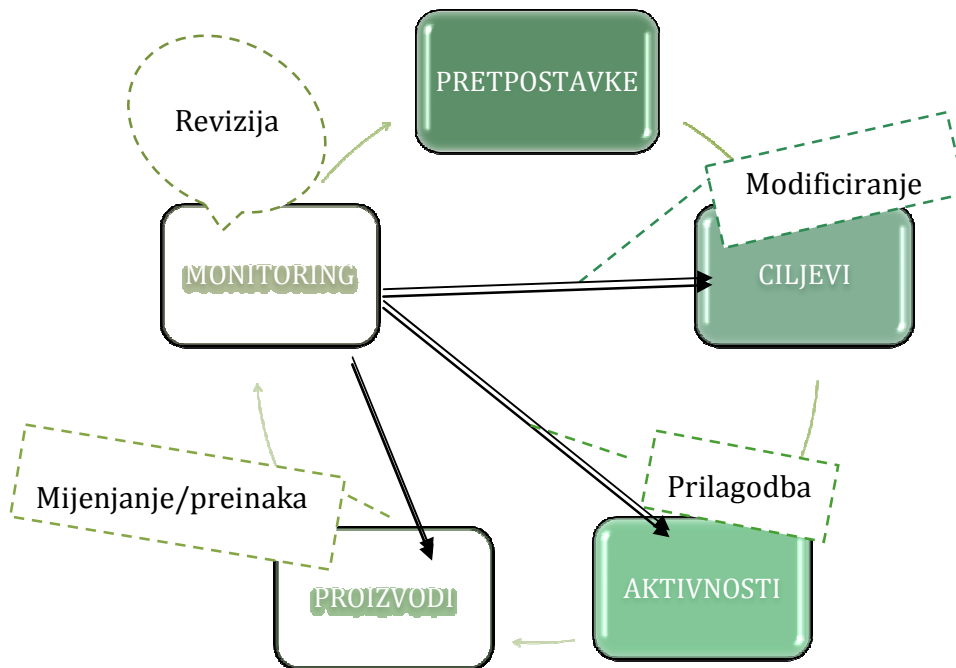 PRETPOSTAVKE
Revizija
Modificiranje
MONITORING
CILJEVI
Mijenjanje/preinaka
Prilagodba
PROIZVODI
AKTIVNOSTI